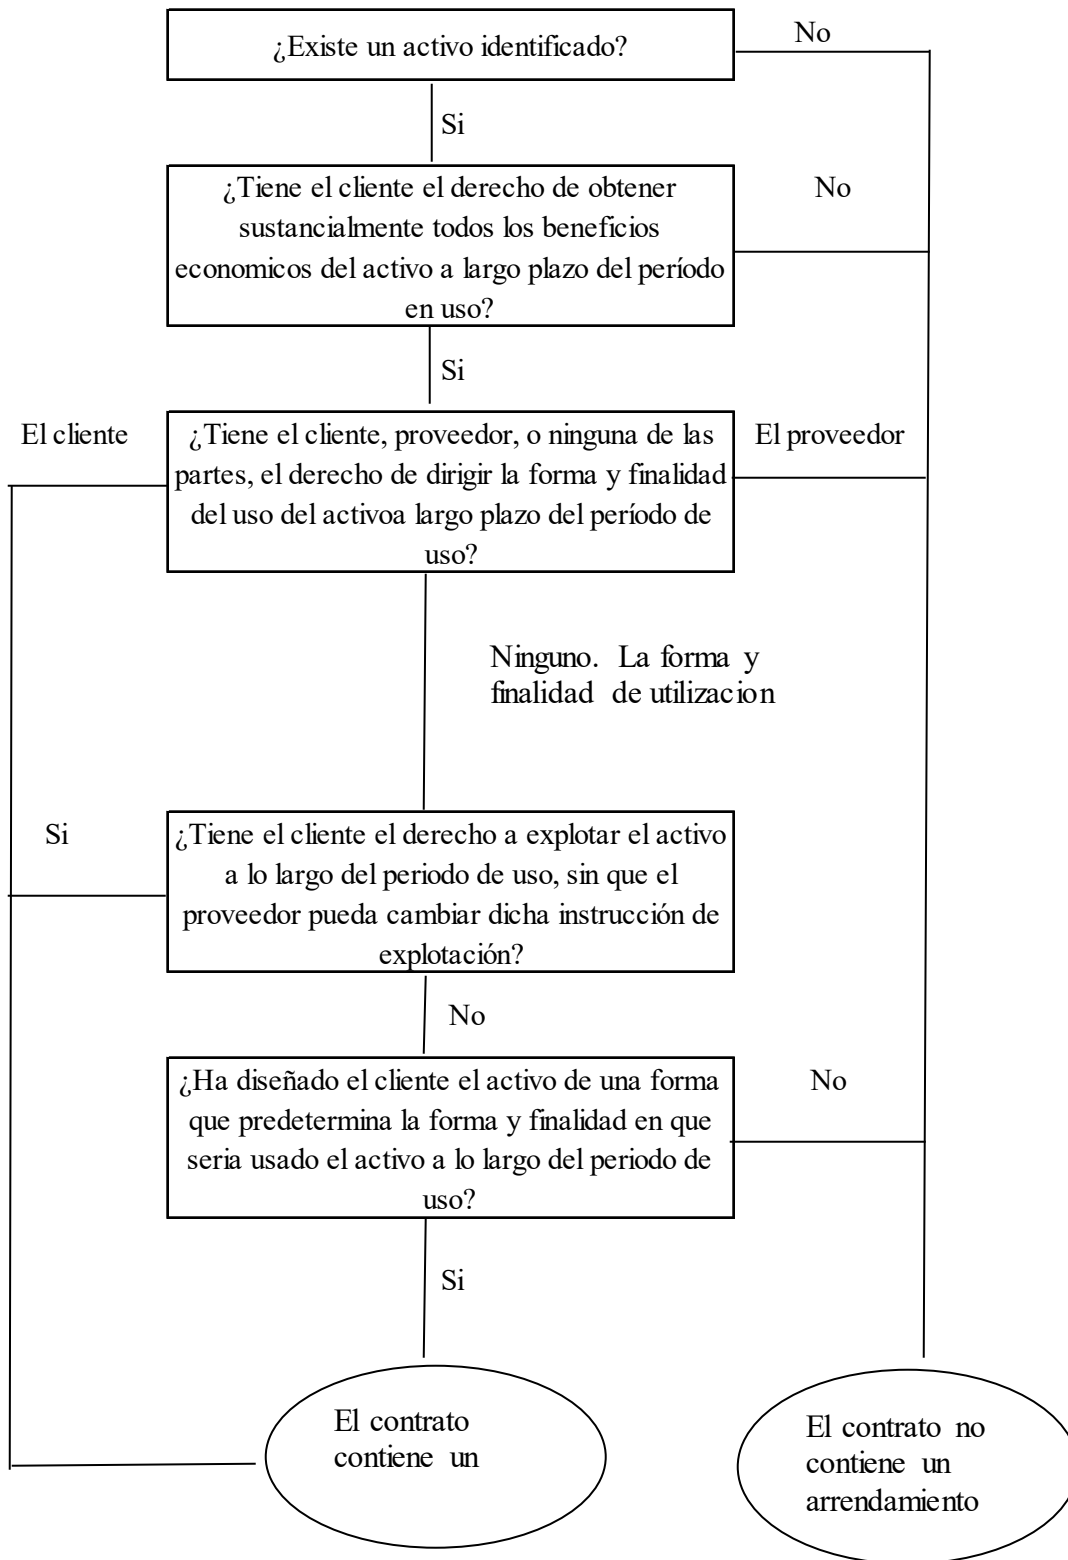 ¿Existe un activo identificado?
No
Si
¿Tiene el cliente el derecho de obtener
sustancialmente todos los beneficios
economicos del activo a largo plazo del período
en uso?
No
Si
El cliente
¿Tiene el cliente, proveedor, o ninguna de las
partes, el derecho de dirigir la forma y finalidad
del uso del activoa largo plazo del período de
uso?
El proveedor
Ninguno. La forma y
finalidad de utilizacion
Si
¿Tiene el cliente el derecho a explotar el activo
a lo largo del periodo de uso, sin que el
proveedor pueda cambiar dicha instrucción de
explotación?
No
¿Ha diseñado el cliente el activo de una forma
que predetermina la forma y finalidad en que
seria usado el activo a lo largo del periodo de
uso?
No
Si
El contrato
contiene un
El contrato no
contiene un
arrendamiento